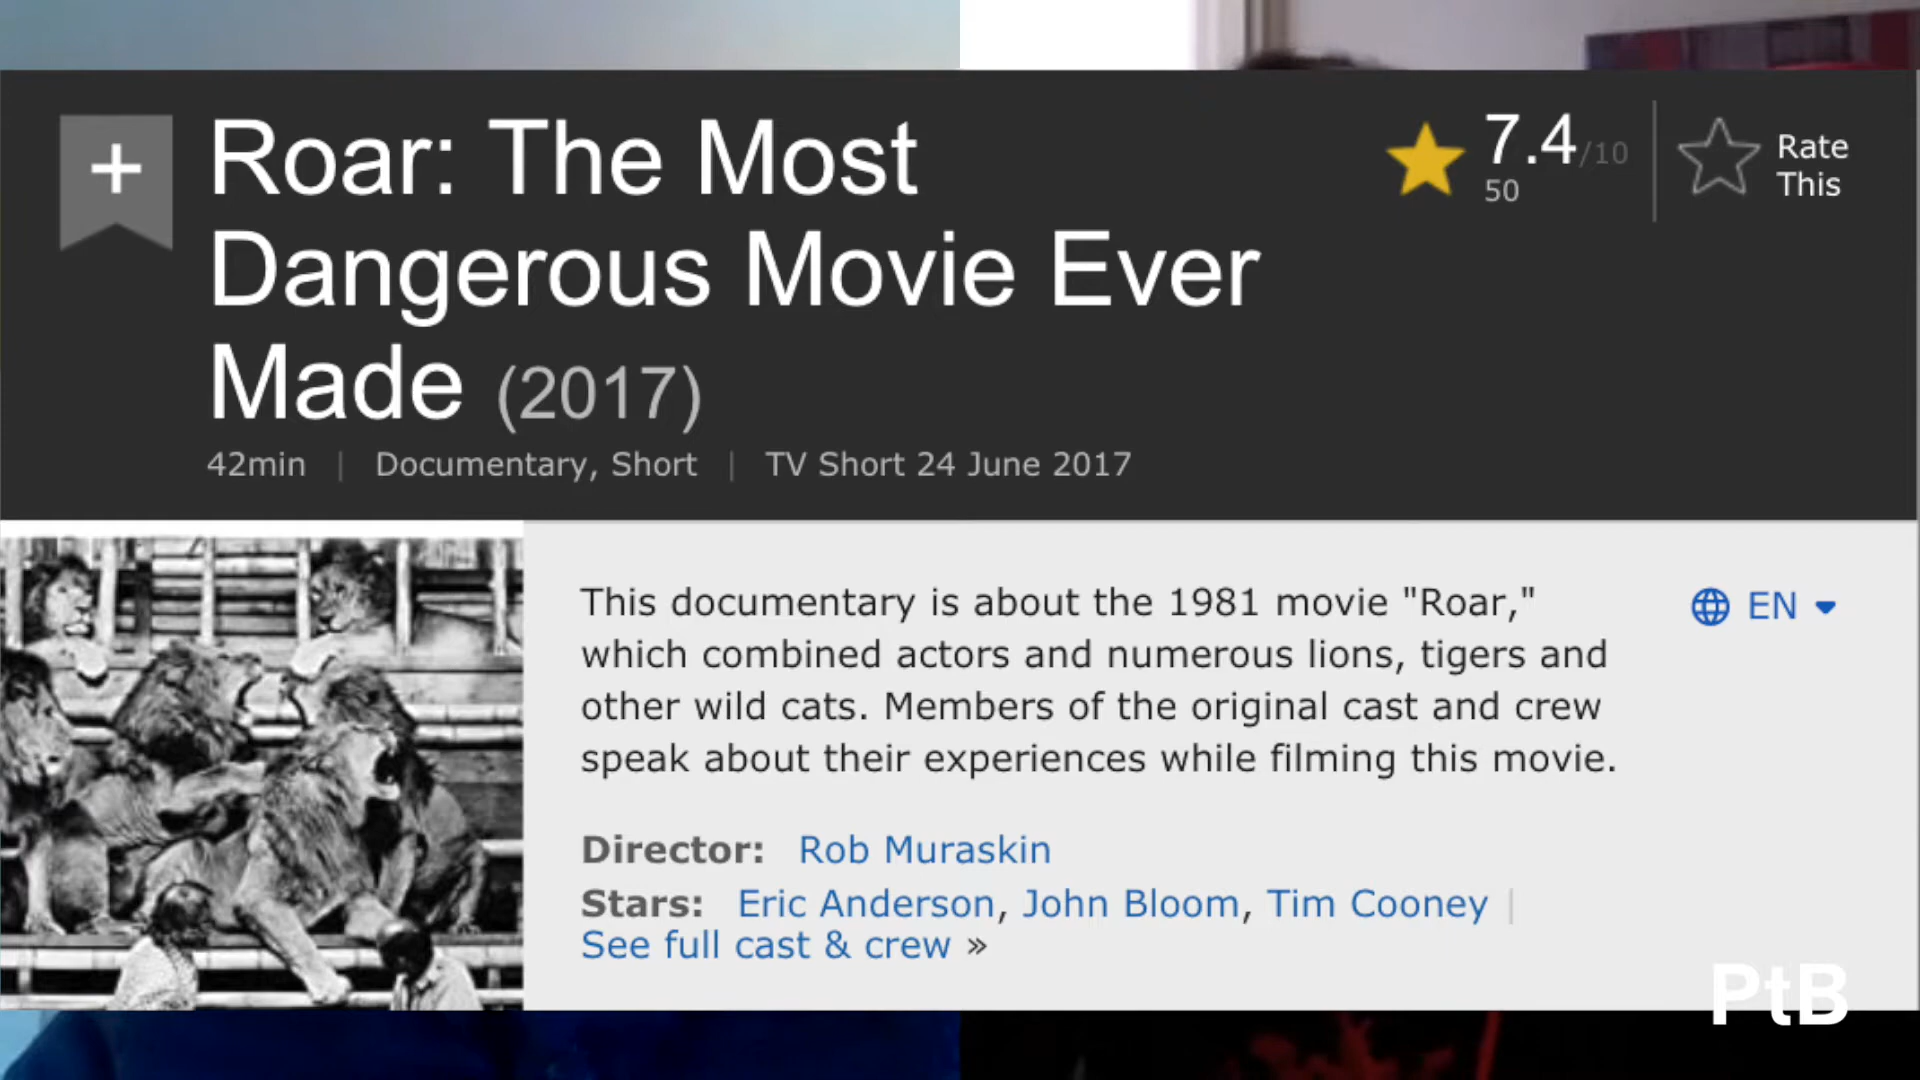 Roar: The Most
Dangerous Movie Ever
Made (2017)
7.4/10
50
Rate
This
42min | Documentary, Short | TV Short 24 June 2017
This documentary is about the 1981 movie "Roar,"
which combined actors and numerous lions, tigers and
other wild cats. Members of the original cast and crew
speak about their experiences while filming this movie.
EN
Director: Rob Muraskin
Stars: Eric Anderson, John Bloom, Tim Cooney |
See full cast & crew »
PtB